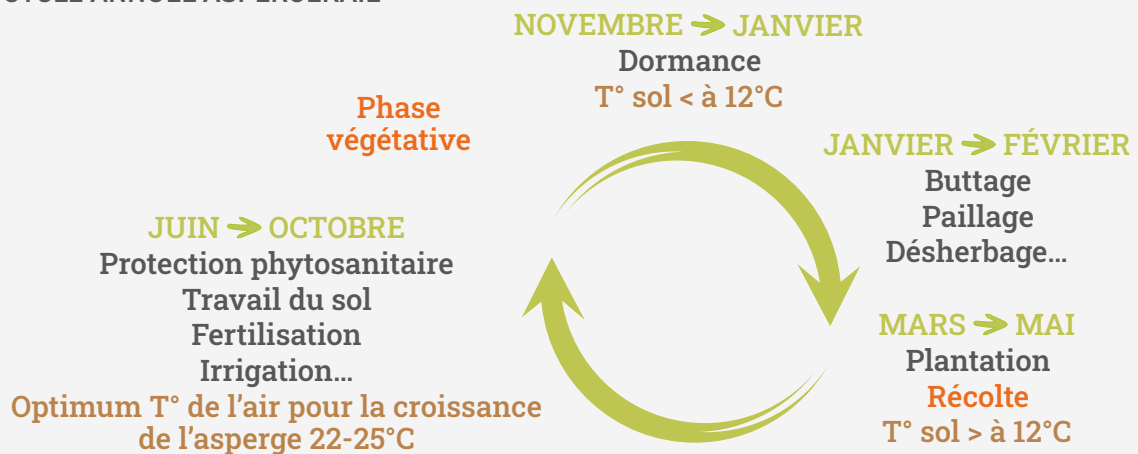 NOVEMBRE ➔ JANVIER
Dormance
T° sol < à 12°C
Phase
végétative
JANVIER ➔ FÉVRIER
Buttage
Paillage
Désherbage...
MARS ➔ MAI
Plantation
Récolte
T° sol > à 12°C
JUIN ➔ OCTOBRE
Protection phytosanitaire
Travail du sol
Fertilisation
Irrigation...
Optimum T° de l'air pour la croissance
de l'asperge 22-25°C